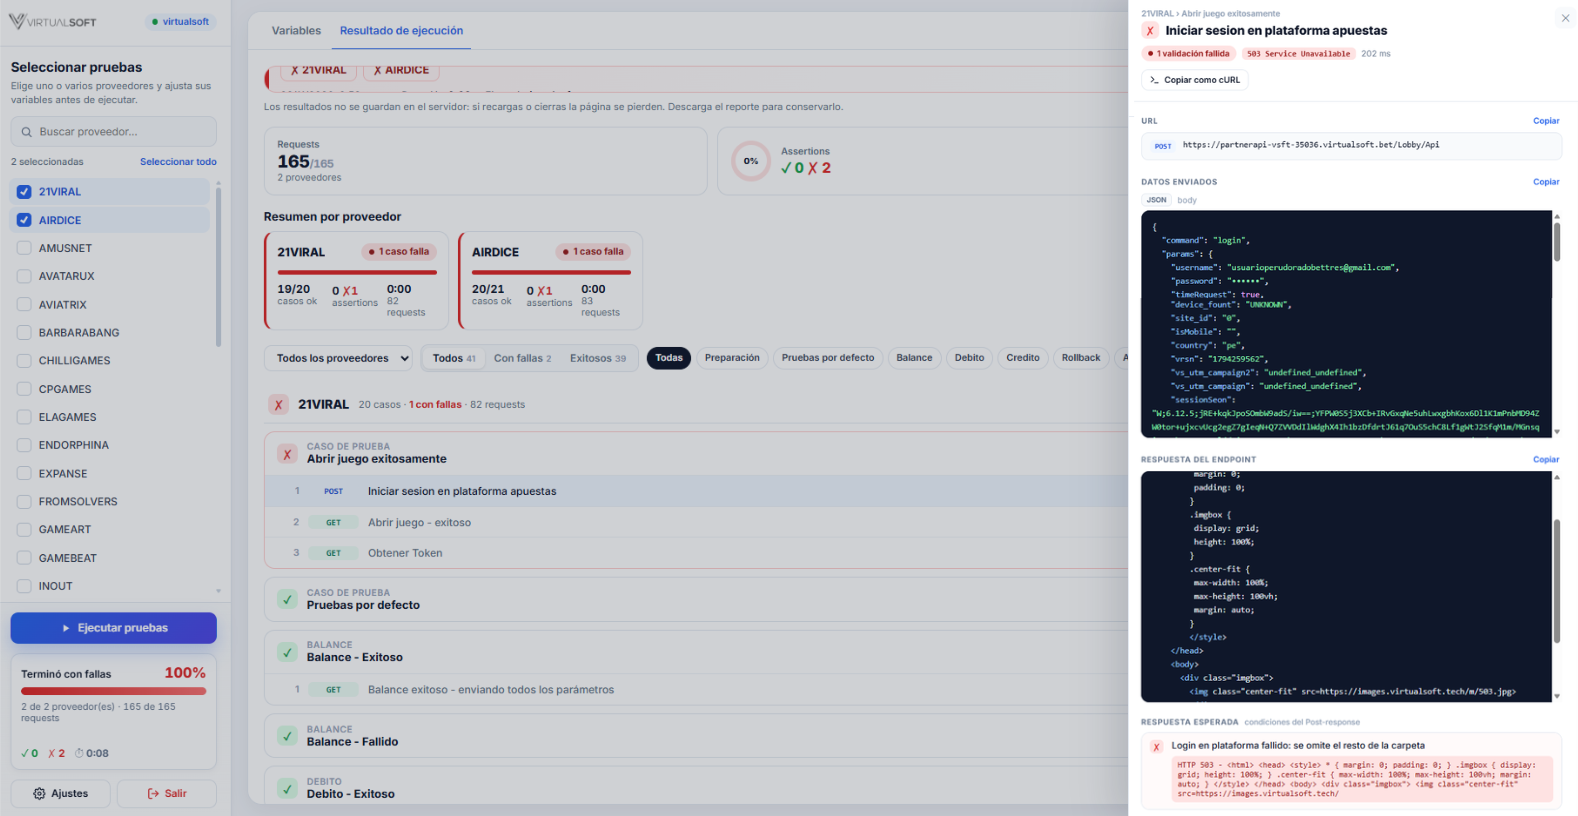 VIRTUALSOFT
virtualsoft
Seleccionar pruebas
Elige uno o varios proveedores y ajusta sus
variables antes de ejecutar.
Buscar proveedor...
2 seleccionadas
Seleccionar todo
21VIRAL
AIRDICE
AMUSNET
AVATARUX
AVIATRIX
BARBARABANG
CHILLIGAMES
CPGAMES
ELAGAMES
ENDORPHINA
EXPANSE
FROMSOLVERS
GAMEART
GAMEBEAT
INOUT
Ejecutar pruebas
Terminó con fallas
100%
2 de 2 proveedor(es) · 165 de 165
requests
✓0 ✗ 2 0:08
Ajustes
Salir
Variables
Resultado de ejecución
✗ 21VIRAL
✗ AIRDICE
Los resultados no se guardan en el servidor: si recargas o cierras la página se pierden. Descarga el reporte para conservarlo.
Requests
165/165
2 proveedores
0%
Assertions
✓0 ✗ 2
Resumen por proveedor
21VIRAL
1 caso falla
19/20
casos ok
0 ✗1
assertions
0:00
82
requests
AIRDICE
1 caso falla
20/21
casos ok
0 ✗1
assertions
0:00
83
requests
Todos los proveedores
Todos 41
Con fallas 2
Exitosos 39
Todas
Preparación
Pruebas por defecto
Balance
Debito
Credito
Rollback
21VIRAL 20 casos · 1 con fallas · 82 requests
CASO DE PRUEBA
Abrir juego exitosamente
1 POST Iniciar sesion en plataforma apuestas
2 GET Abrir juego - exitoso
3 GET Obtener Token
CASO DE PRUEBA
Pruebas por defecto
BALANCE
Balance - Exitoso
1 GET Balance exitoso - enviando todos los parámetros
BALANCE
Balance - Fallido
DEBITO
Debito - Exitoso
21VIRAL › Abrir juego exitosamente
✗ Iniciar sesion en plataforma apuestas
1 validación fallida
503 Service Unavailable
202 ms
Copiar como cURL
URL
Copiar
POST https://partnerapi-vsft-35036.virtualsoft.bet/Lobby/Api
DATOS ENVIADOS
Copiar
JSON body
{
"command": "login",
"params": {
"username": "usuarioperudoradobettres@gmail.com",
"password": "••••••",
"timeRequest": true,
"device_fount": "UNKNOWN",
"site_id": "0",
"isMobile": "",
"country": "pe",
"vrsn": "1794259562",
"vs_utm_campaign2": "undefined_undefined",
"vs_utm_campaign": "undefined_undefined",
"sessionSeon":
RESPUESTA DEL ENDPOINT
Copiar
margin: 0;
padding: 0;
}
.imgbox {
display: grid;
height: 100%;
}
.center-fit {
max-width: 100%;
max-height: 100vh;
margin: auto;
}
</style>
</head>
<body>
<div class="imgbox">
<img class="center-fit" src=https://images.virtualsoft.tech/m/503.jpg>
RESPUESTA ESPERADA condiciones del Post-response
✗ Login en plataforma fallido: se omite el resto de la carpeta
HTTP 503 - <html> <head> <style> * { margin: 0; padding: 0; } .imgbox { display:
grid; height: 100%; } .center-fit { max-width: 100%; max-height: 100vh; margin:
auto; } </style> </head> <body> <div class="imgbox"> <img class="center-fit"
src=https://images.virtualsoft.tech/